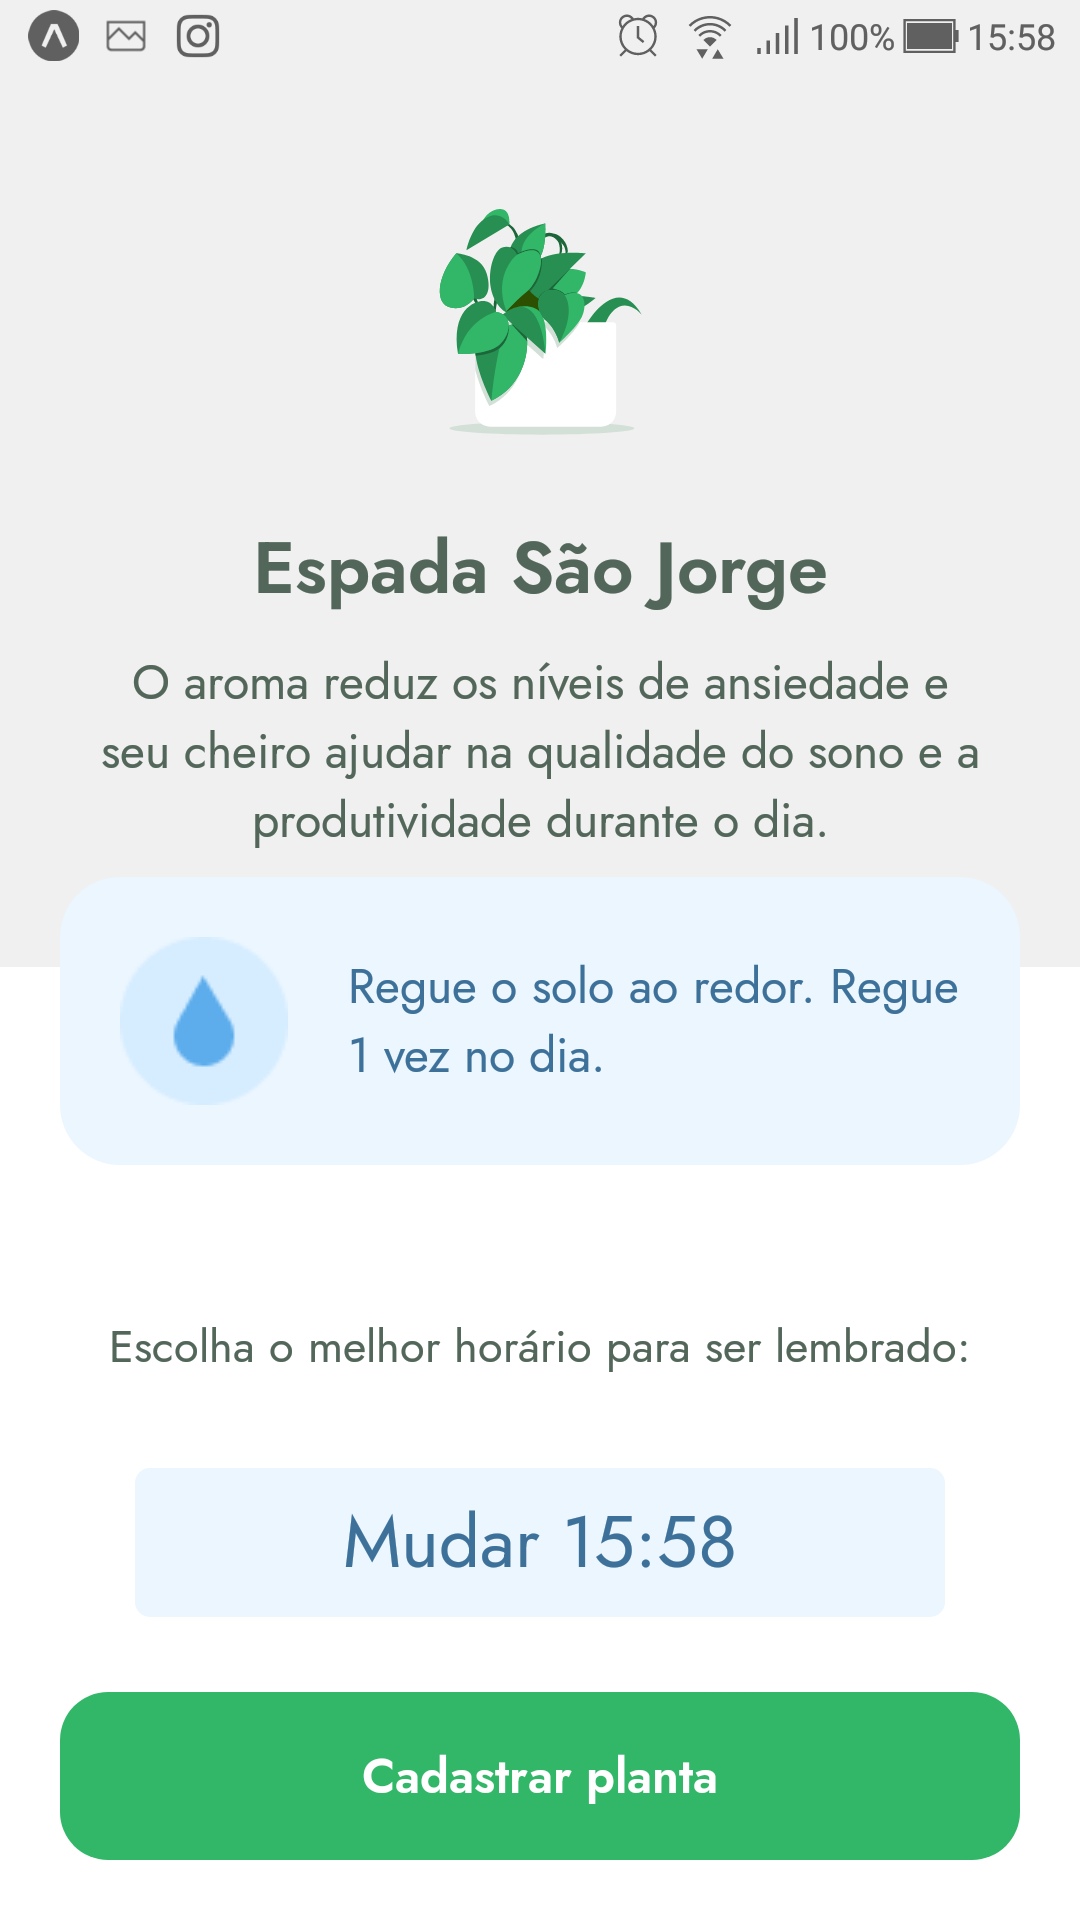 100% 15:58
Espada São Jorge
O aroma reduz os níveis de ansiedade e
seu cheiro ajudar na qualidade do sono e a
produtividade durante o dia.
Regue o solo ao redor. Regue
1 vez no dia.
Escolha o melhor horário para ser lembrado:
Mudar 15:58
Cadastrar planta